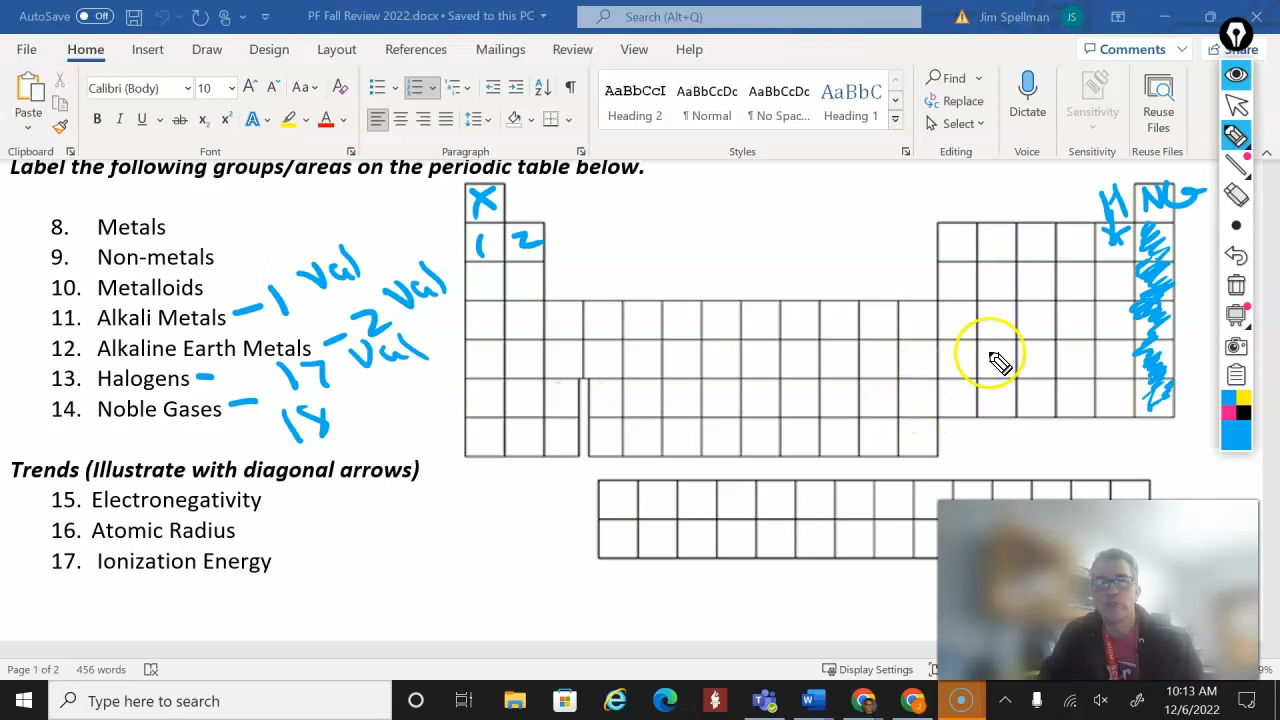 AutoSave Off PF Fall Review 2022.docx • Saved to this PC Search (Alt+Q) Jim Spellman JS
File Home Insert Draw Design Layout References Mailings Review View Help Comments Share
Paste Calibri (Body) 10 AaBbCcI AaBbCcDc AaBbCcDc AaBbC Find Replace Select Dictate Sensitivity Reuse Files
Heading 2 ¶ Normal ¶ No Spac... Heading 1
Clipboard Font Paragraph Styles Editing Voice Sensitivity Reuse Files
Label the following groups/areas on the periodic table below.
X H NG
8. Metals
1 2
9. Non-metals
10. Metalloids
11. Alkali Metals – 1 Val
12. Alkaline Earth Metals – 2 Val
13. Halogens – 17 Val
14. Noble Gases – 18
Trends (Illustrate with diagonal arrows)
15. Electronegativity
16. Atomic Radius
17. Ionization Energy
Page 1 of 2 456 words Display Settings 9%
Type here to search 10:13 AM
12/6/2022